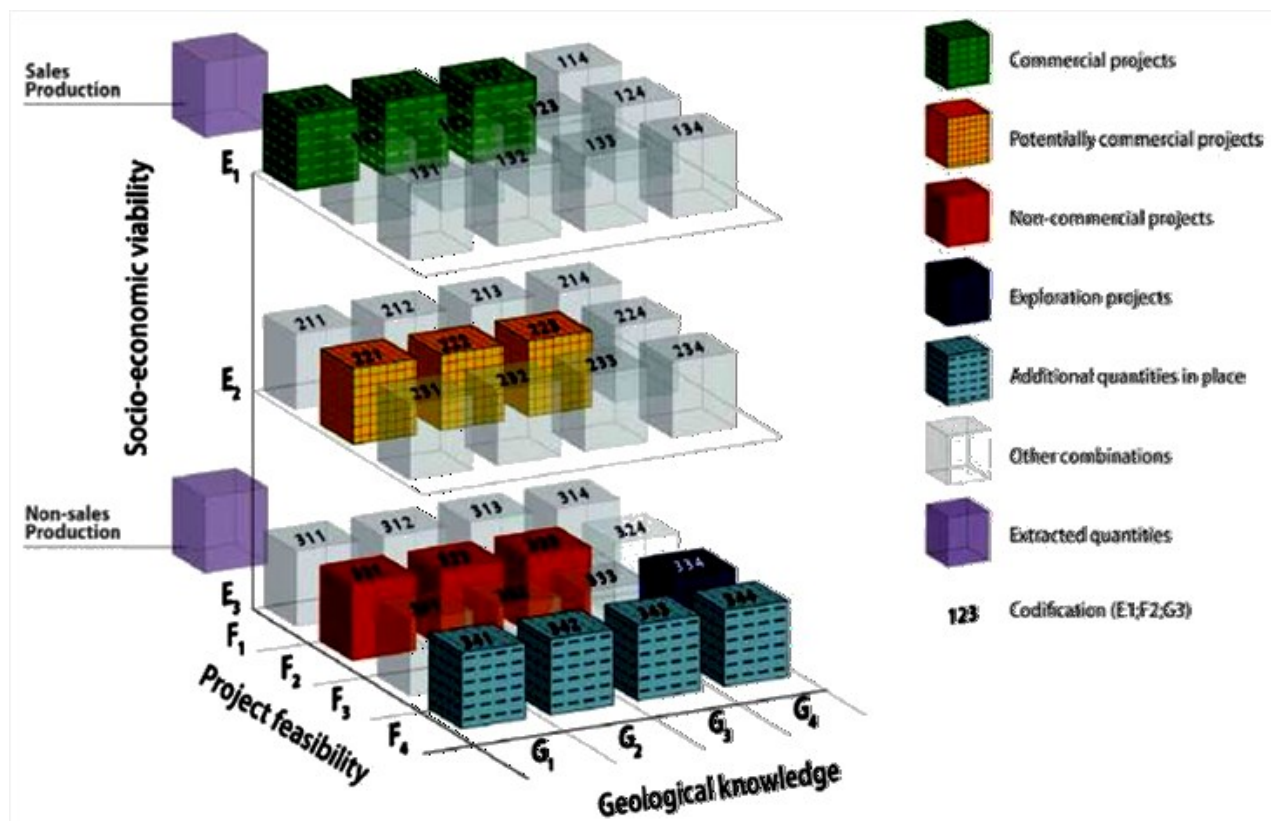 Sales
Production
Socio-economic viability
E1
114
123
124
131
132
133
134
E2
211
212
213
214
221
222
223
224
231
232
233
234
Non-sales
Production
E3
311
312
313
314
324
333
334
341
342
343
344
F1
F2
F3
F4
Project feasibility
G1
G2
G3
G4
Geological knowledge
Commercial projects
Potentially commercial projects
Non-commercial projects
Exploration projects
Additional quantities in place
Other combinations
Extracted quantities
123
Codification (E1;F2;G3)